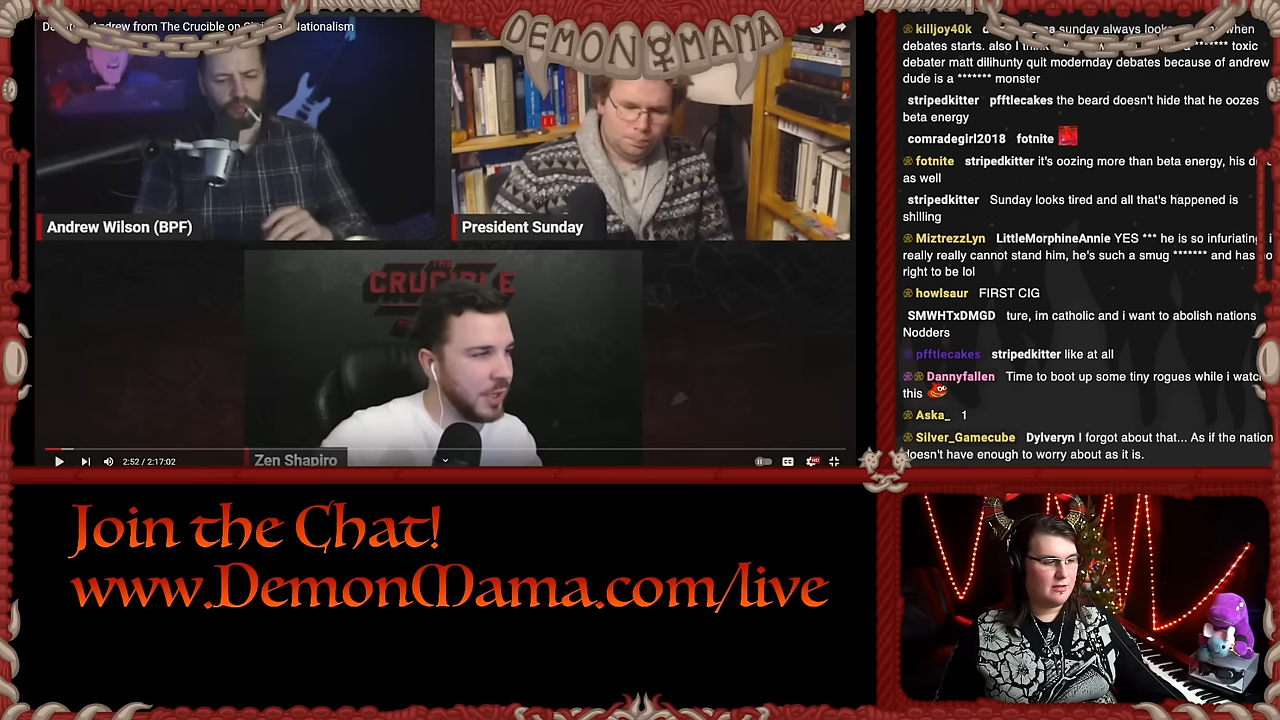 Andrew from The Crucible on
Nationalism
DEMON MAMA
Andrew Wilson (BPF)
President Sunday
THE
CRUCIBLE
2:52 / 2:17:02
Zen Shapiro
HD
killjoy40k sunday always when
debates starts. also I ******* toxic
debater matt dilihunty quit modernday debates because of andrew
dude is a ******* monster
stripedkitter pfftlecakes the beard doesn't hide that he oozes
beta energy
comradegirl2018 fotnite
fotnite stripedkitter it's oozing more than beta energy, his
as well
stripedkitter Sunday looks tired and all that's happened is
shilling
MiztrezzLyn LittleMorphineAnnie YES *** he is so infuriating i
really really cannot stand him, he's such a smug ******* and has
right to be lol
howlsaur FIRST CIG
SMWHTxDMGD ture, im catholic and i want to abolish nations
Nodders
pfftlecakes stripedkitter like at all
Dannyfallen Time to boot up some tiny rogues while i watch
this
Aska_ 1
Silver_Gamecube Dylveryn I forgot about that... As if the nation
doesn't have enough to worry about as it is.
Join the Chat!
www.DemonMama.com/live